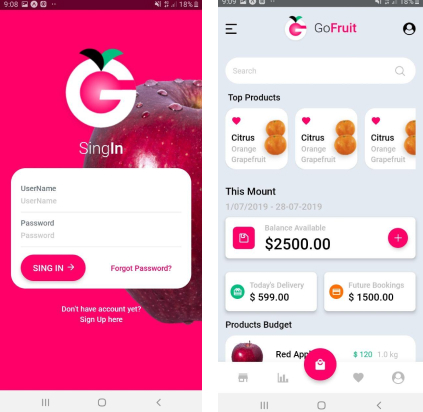 9:08
18%
G
SingIn
UserName
UserName
Password
Password
SING IN →
Forgot Password?
Don't have account yet?
Sign Up here
9:09
18%
G
GoFruit
Search
Top Products
Citrus
Orange
Grapefruit
Citrus
Orange
Grapefruit
Citrus
Orange
Grapefruit
This Mount
1/07/2019 - 28-07-2019
Balance Available
$2500.00
Today's Delivery
$ 599.00
Future Bookings
$ 1500.00
Products Budget
Red App
$ 120 1.0 kg